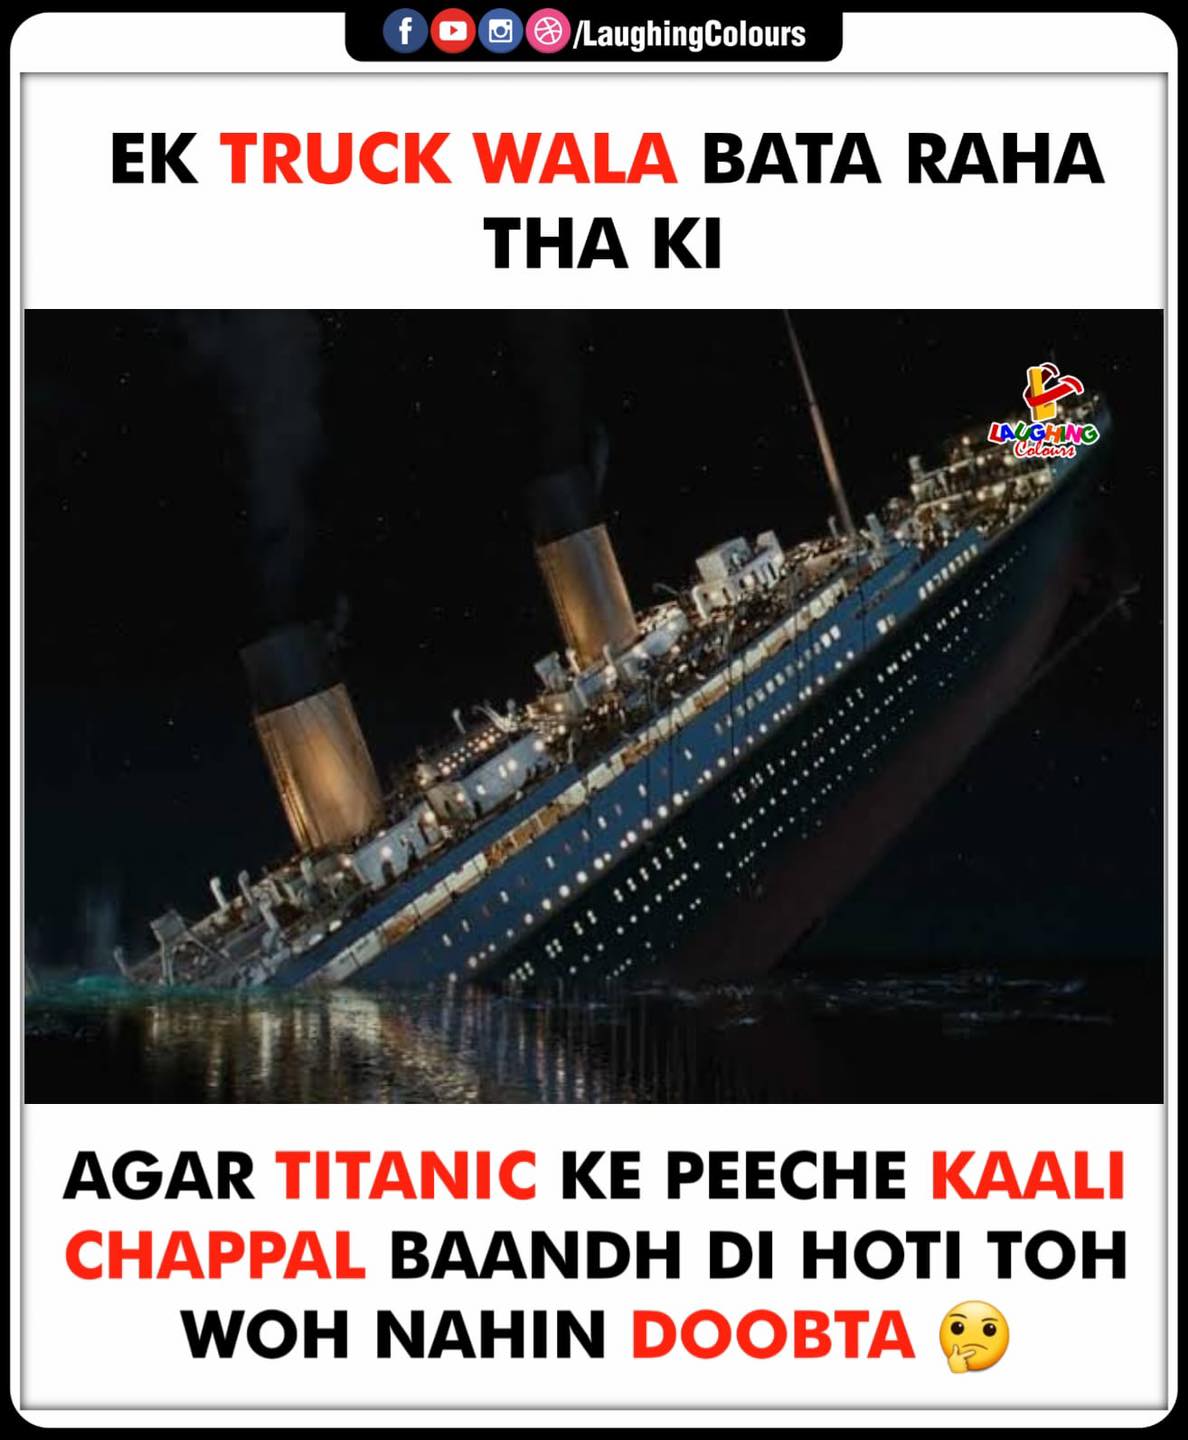 /LaughingColours
EK TRUCK WALA BATA RAHA
THA KI
LAUGHING
Colours
AGAR TITANIC KE PEECHE KAALI
CHAPPAL BAANDH DI HOTI TOH
WOH NAHIN DOOBTA 🤔